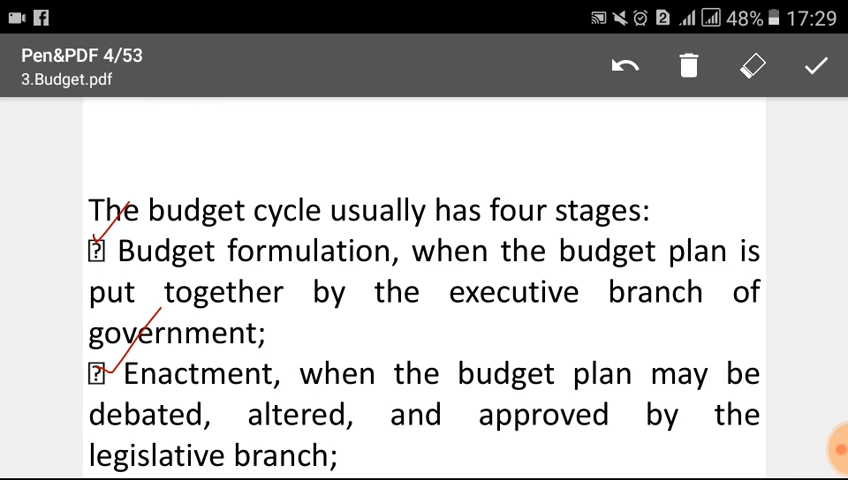 48% 17:29
Pen&PDF 4/53
3.Budget.pdf
The budget cycle usually has four stages:
Budget formulation, when the budget plan is
put together by the executive branch of
government;
Enactment, when the budget plan may be
debated, altered, and approved by the
legislative branch;